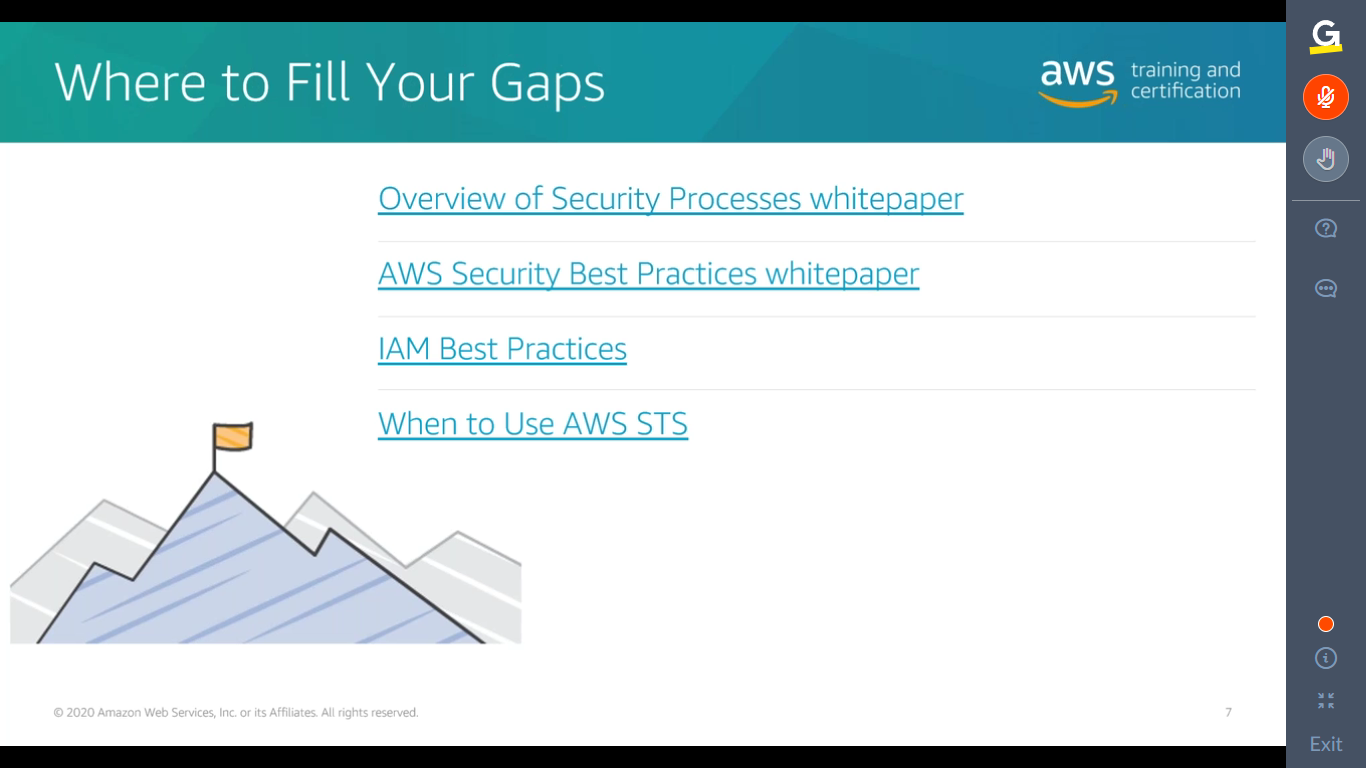 Where to Fill Your Gaps
aws
training and
certification
Overview of Security Processes whitepaper
AWS Security Best Practices whitepaper
IAM Best Practices
When to Use AWS STS
© 2020 Amazon Web Services, Inc. or its Affiliates. All rights reserved.
7
G
?
i
Exit